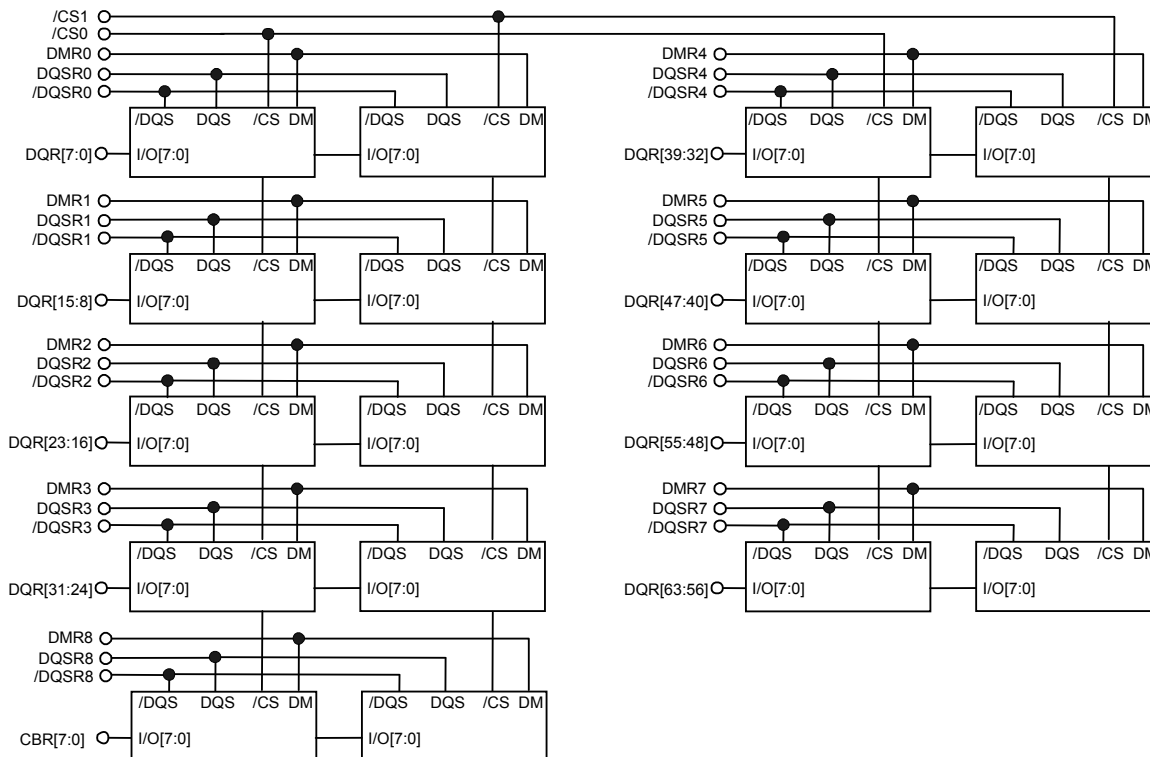 /CS1
/CS0
DMR0
DQSR0
/DQSR0
/DQS DQS /CS DM
/DQS DQS /CS DM
DQR[7:0]
I/O[7:0]
I/O[7:0]
DMR4
DQSR4
/DQSR4
/DQS DQS /CS DM
/DQS DQS /CS DM
DQR[39:32]
I/O[7:0]
I/O[7:0]
DMR1
DQSR1
/DQSR1
/DQS DQS /CS DM
/DQS DQS /CS DM
DQR[15:8]
I/O[7:0]
I/O[7:0]
DMR5
DQSR5
/DQSR5
/DQS DQS /CS DM
/DQS DQS /CS DM
DQR[47:40]
I/O[7:0]
I/O[7:0]
DMR2
DQSR2
/DQSR2
/DQS DQS /CS DM
/DQS DQS /CS DM
DQR[23:16]
I/O[7:0]
I/O[7:0]
DMR6
DQSR6
/DQSR6
/DQS DQS /CS DM
/DQS DQS /CS DM
DQR[55:48]
I/O[7:0]
I/O[7:0]
DMR3
DQSR3
/DQSR3
/DQS DQS /CS DM
/DQS DQS /CS DM
DQR[31:24]
I/O[7:0]
I/O[7:0]
DMR7
DQSR7
/DQSR7
/DQS DQS /CS DM
/DQS DQS /CS DM
DQR[63:56]
I/O[7:0]
I/O[7:0]
DMR8
DQSR8
/DQSR8
/DQS DQS /CS DM
/DQS DQS /CS DM
CBR[7:0]
I/O[7:0]
I/O[7:0]